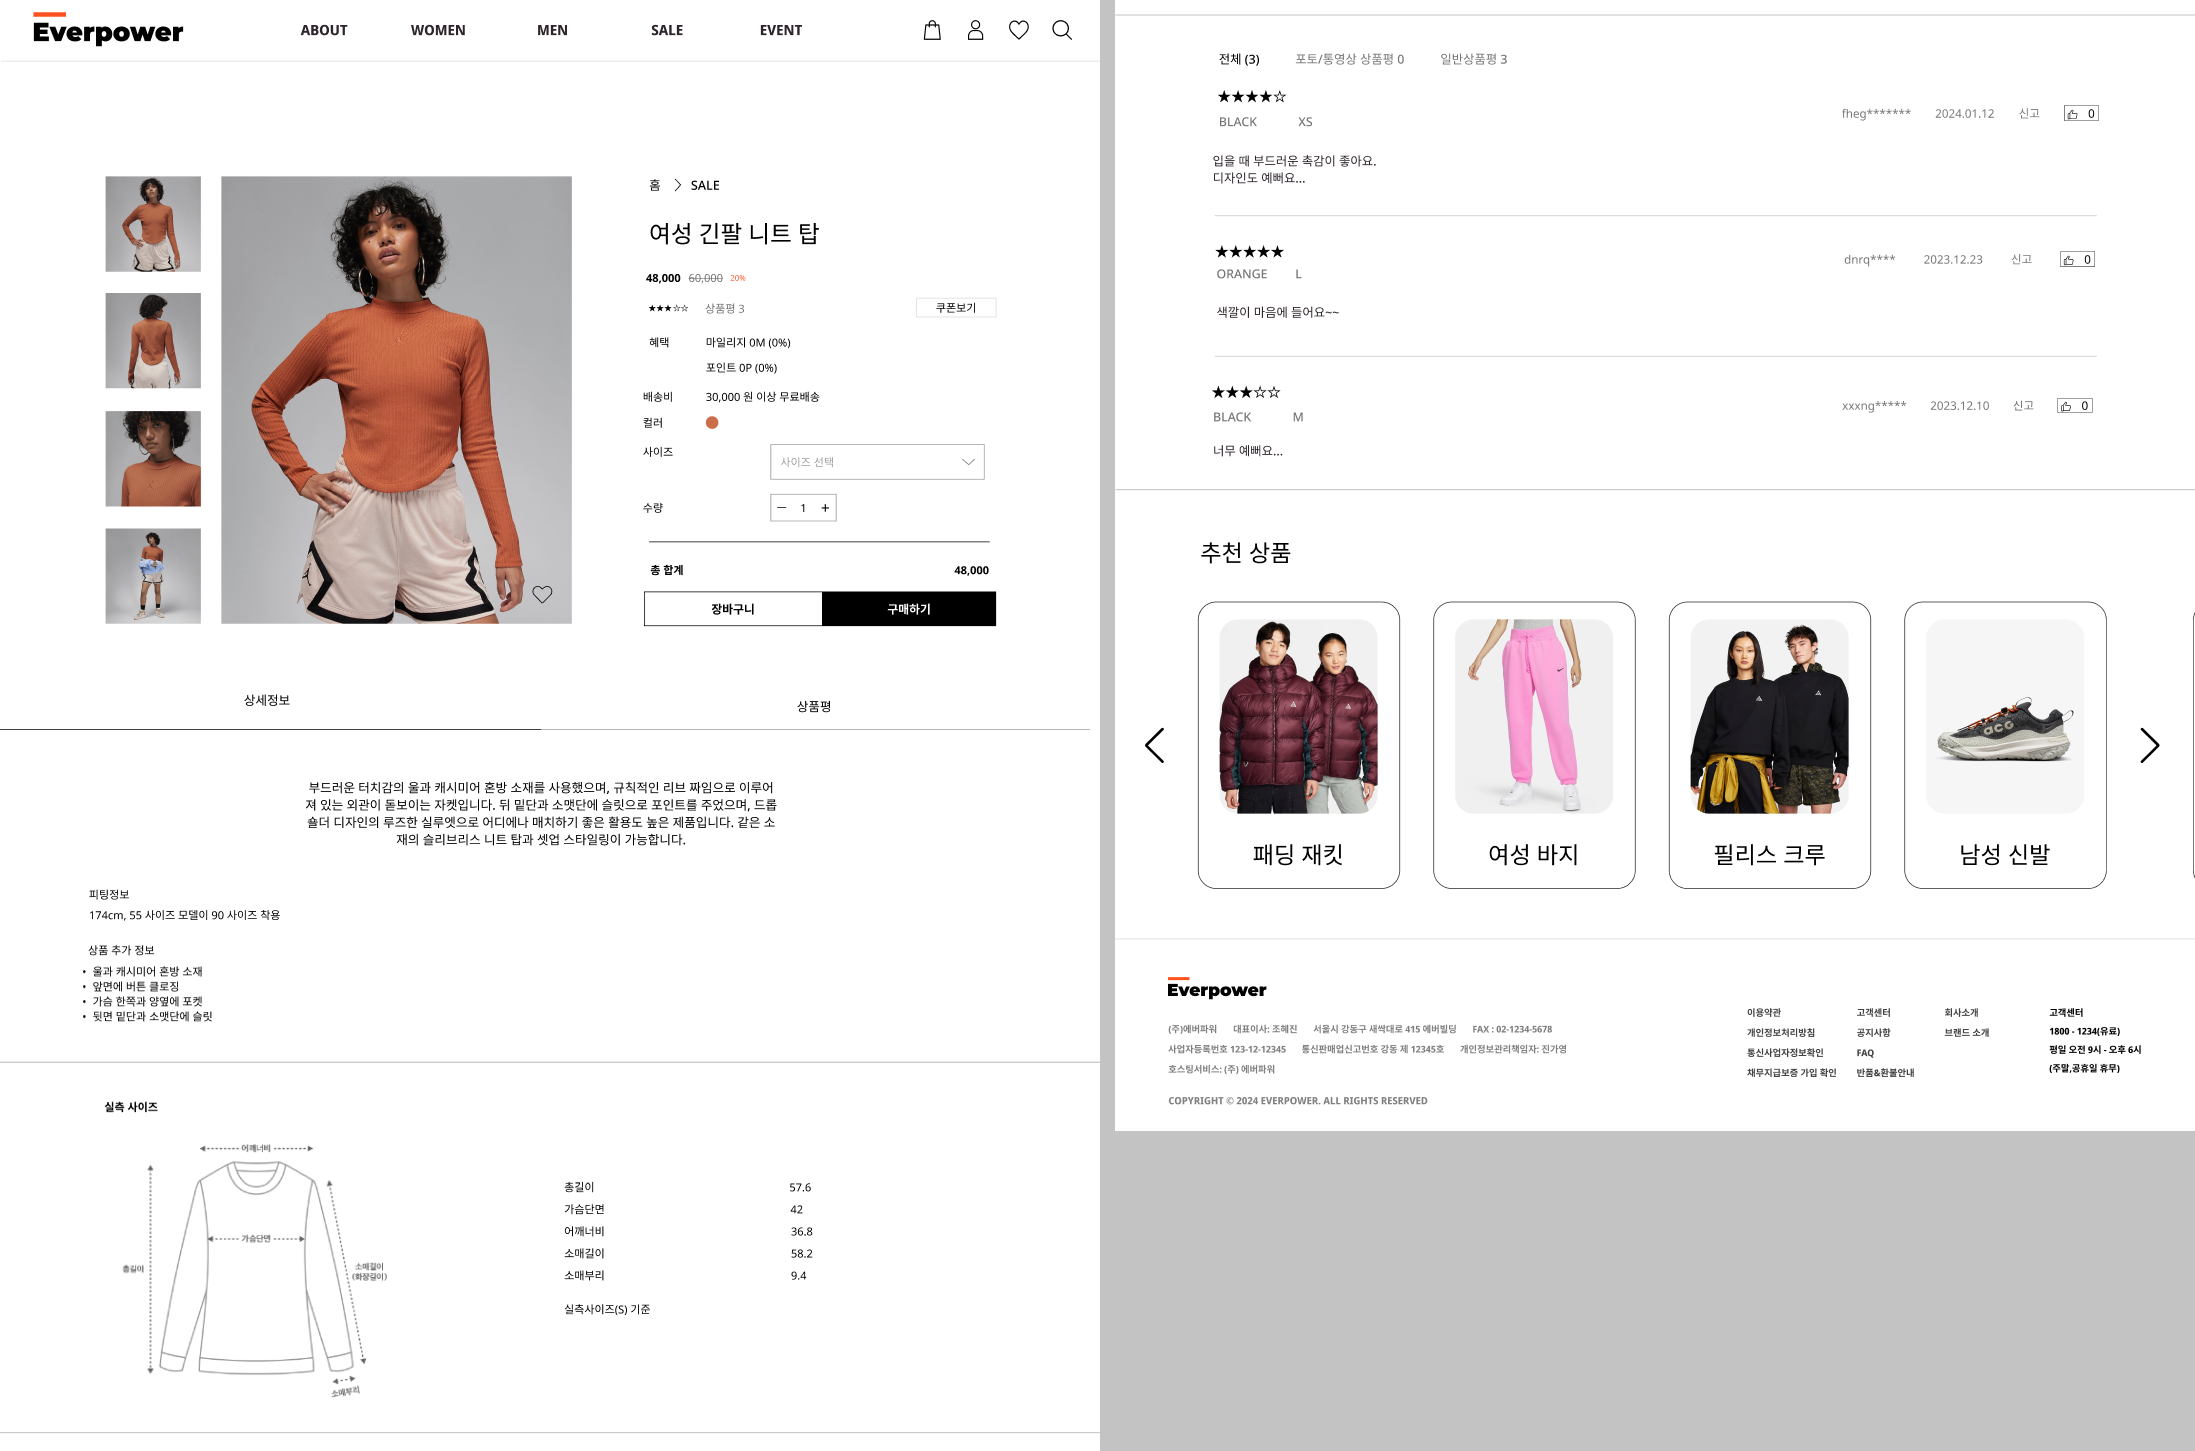 Everpower
ABOUT
WOMEN
MEN
SALE
EVENT
홈 > SALE
여성 긴팔 니트 탑
48,000 60,000 20%
★★★☆☆ 상품평 3
쿠폰보기
혜택 마일리지 0M (0%)
포인트 0P (0%)
배송비 30,000 원 이상 무료배송
컬러
사이즈
사이즈 선택
수량
1
총 합계 48,000
장바구니
구매하기
상세정보
상품평
부드러운 터치감의 울과 캐시미어 혼방 소재를 사용했으며, 규칙적인 리브 짜임으로 이루어
져 있는 외관이 돋보이는 자켓입니다. 뒤 밑단과 소맷단에 슬릿으로 포인트를 주었으며, 드롭
숄더 디자인의 루즈한 실루엣으로 어디에나 매치하기 좋은 활용도 높은 제품입니다. 같은 소
재의 슬리브리스 니트 탑과 셋업 스타일링이 가능합니다.
피팅정보
174cm, 55 사이즈 모델이 90 사이즈 착용
상품 추가 정보
• 울과 캐시미어 혼방 소재
• 앞면에 버튼 클로징
• 가슴 한쪽과 양옆에 포켓
• 뒷면 밑단과 소맷단에 슬릿
실측 사이즈
어깨너비
가슴단면
총길이
소매길이
(화장길이)
소매부리
총길이 57.6
가슴단면 42
어깨너비 36.8
소매길이 58.2
소매부리 9.4
실측사이즈(S) 기준
전체 (3)
포토/동영상 상품평 0
일반상품평 3
★★★★☆
BLACK XS
fheg******* 2024.01.12 신고 0
입을 때 부드러운 촉감이 좋아요.
디자인도 예뻐요...
★★★★★
ORANGE L
dnrq**** 2023.12.23 신고 0
색깔이 마음에 들어요~~
★★★☆☆
BLACK M
xxxng***** 2023.12.10 신고 0
너무 예뻐요...
추천 상품
패딩 재킷
여성 바지
필리스 크루
acc
남성 신발
Everpower
(주)에버파워 대표이사: 조혜진 서울시 강동구 새싹대로 415 에버빌딩 FAX : 02-1234-5678
사업자등록번호 123-12-12345 통신판매업신고번호 강동 제 12345호 개인정보관리책임자: 진가영
호스팅서비스: (주) 에버파워
COPYRIGHT © 2024 EVERPOWER. ALL RIGHTS RESERVED
이용약관
개인정보처리방침
통신사업자정보확인
채무지급보증 가입 확인
고객센터
공지사항
FAQ
반품&환불안내
회사소개
브랜드 소개
고객센터
1800 - 1234(유료)
평일 오전 9시 - 오후 6시
(주말,공휴일 휴무)